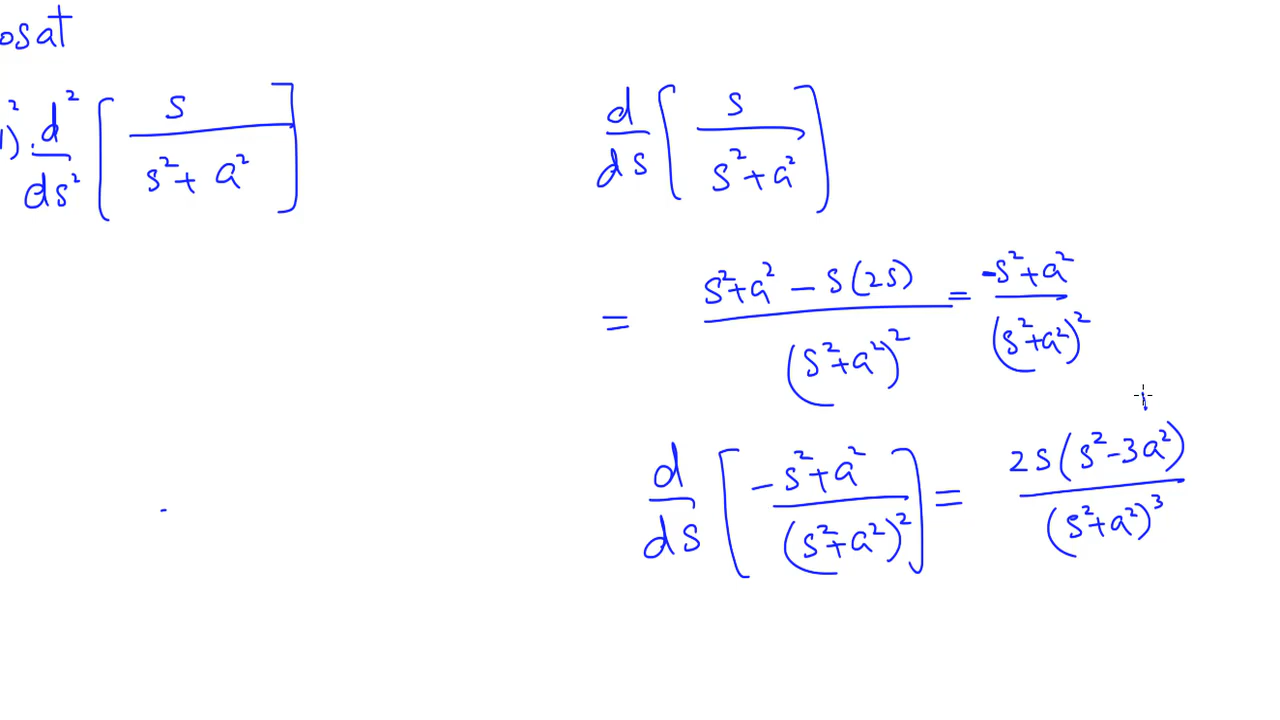 osat
1)² . d²/ds² [ s / (s² + a²) ]
d/ds [ s / (s² + a²) ]
= (s² + a² - s(2s)) / (s² + a²)² = (-s² + a²) / (s² + a²)²
d/ds [ (-s² + a²) / (s² + a²)² ] = 2s(s² - 3a²) / (s² + a²)³